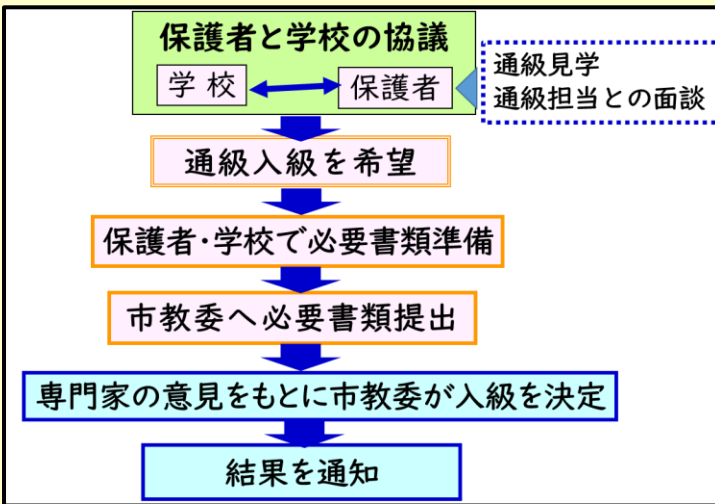 保護者と学校の協議
学校
保護者
通級見学
通級担当との面談
通級入級を希望
保護者・学校で必要書類準備
市教委へ必要書類提出
専門家の意見をもとに市教委が入級を決定
結果を通知